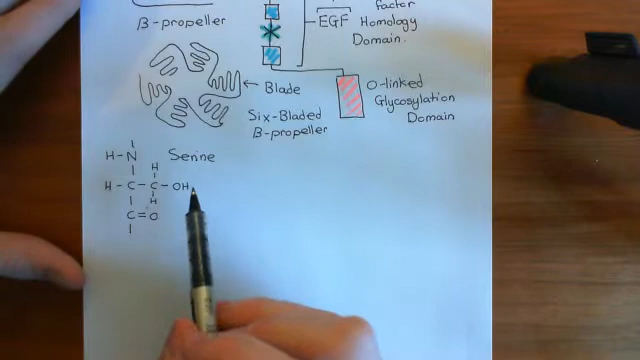 factor
EGF Homology
Domain.
β-propeller
Blade
O-linked
Glycosylation
Domain
Six-Bladed
β-propeller
Serine
H-N
H
H-C-C-OH
H
C=O